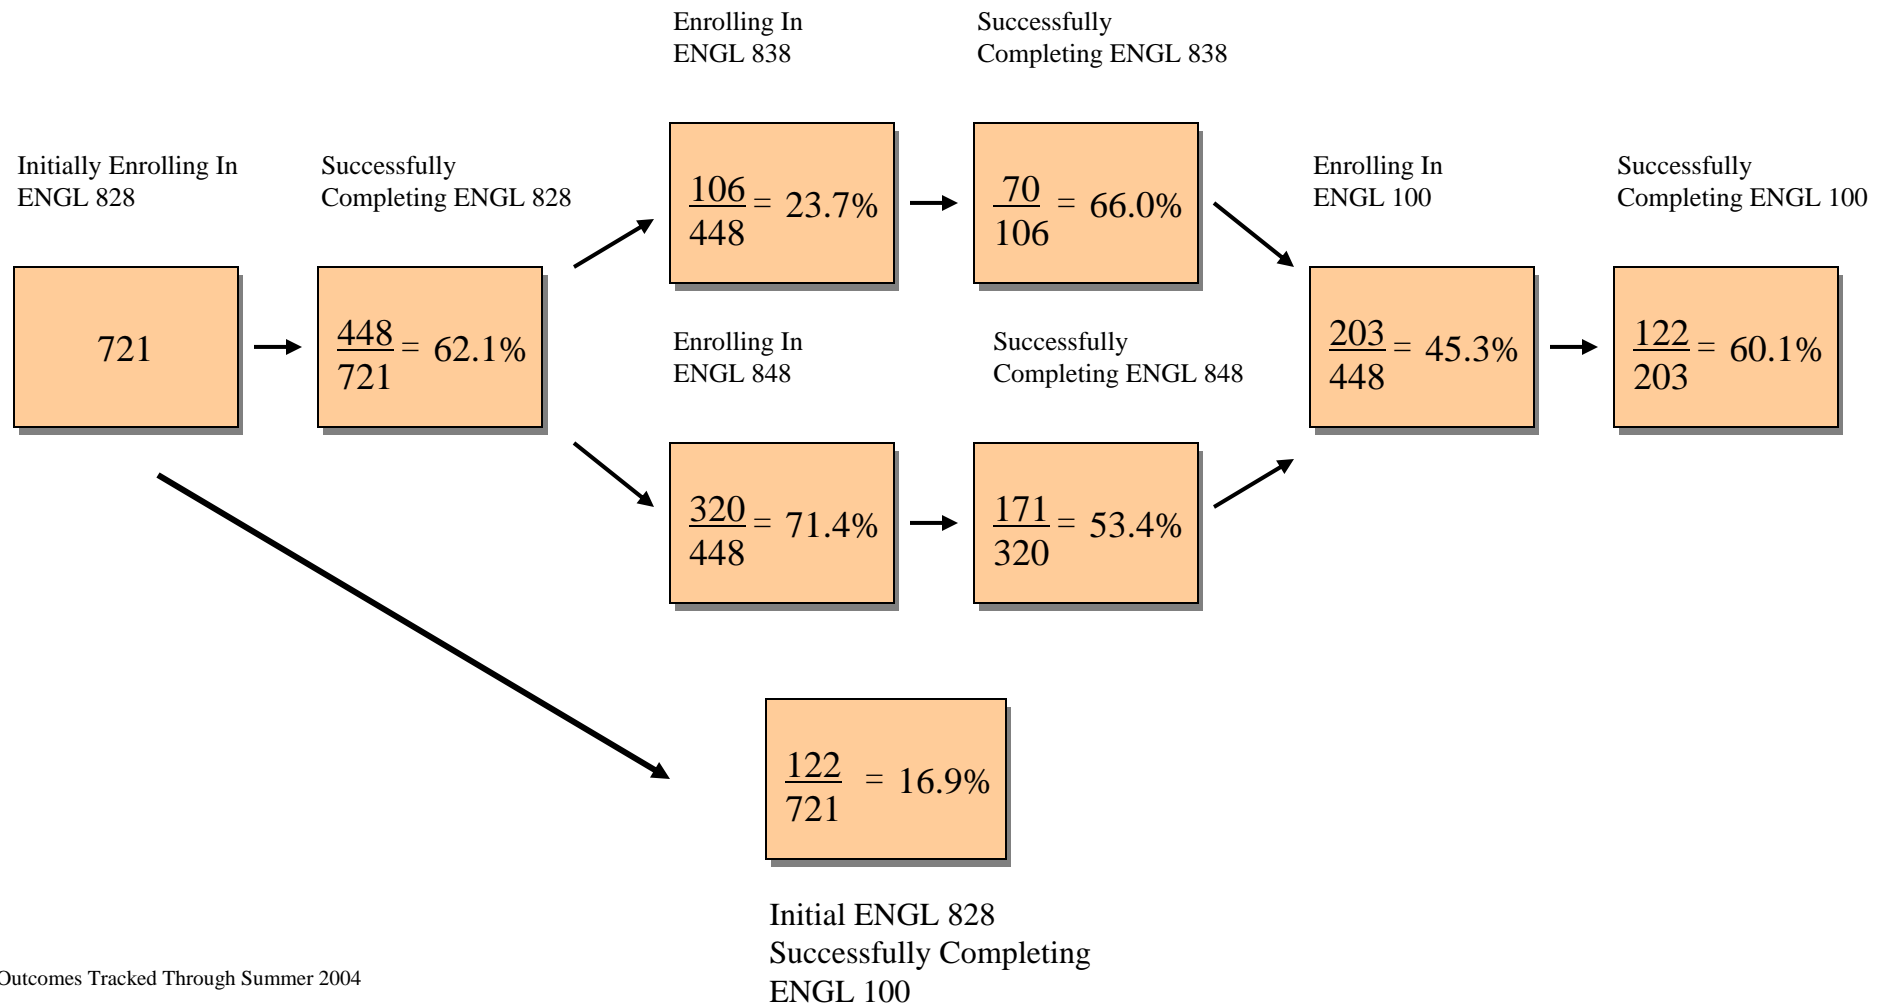 Enrolling In
ENGL 838
Successfully
Completing ENGL 838
Initially Enrolling In
ENGL 828
Successfully
Completing ENGL 828
106
448
= 23.7%
70
106
= 66.0%
Enrolling In
ENGL 100
Successfully
Completing ENGL 100
721
448
721
= 62.1%
Enrolling In
ENGL 848
Successfully
Completing ENGL 848
203
448
= 45.3%
122
203
= 60.1%
320
448
= 71.4%
171
320
= 53.4%
122
721
= 16.9%
Initial ENGL 828
Successfully Completing
ENGL 100
Outcomes Tracked Through Summer 2004